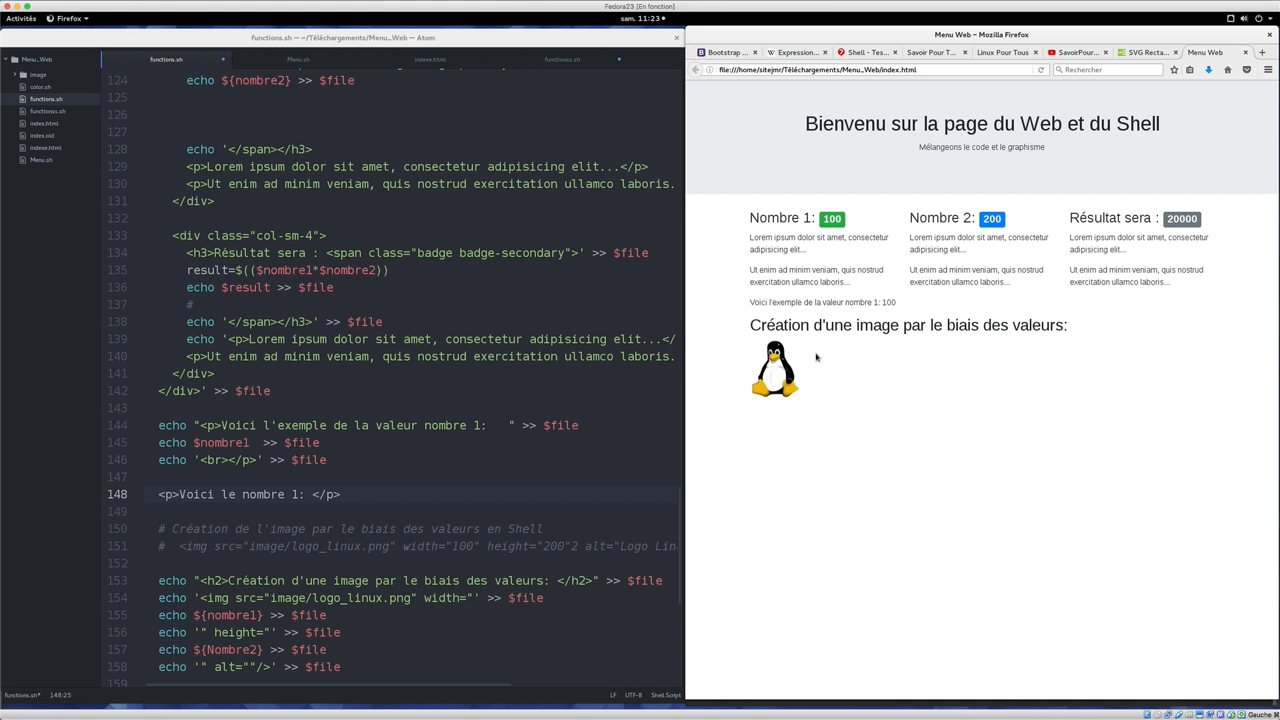 Fedora23 [En fonction]
Activités Firefox sam. 11:23
functions.sh — ~/Téléchargements/Menu_Web — Atom
Menu_Web
image
color.sh
functions.sh
functionss.sh
index.html
index.old
indexe.html
Menu.sh
functions.sh Menu.sh indexe.html functionss.sh
124 echo ${nombre2} >> $file
125
126
127
128 echo '</span></h3>
129 <p>Lorem ipsum dolor sit amet, consectetur adipisicing elit...</p>
130 <p>Ut enim ad minim veniam, quis nostrud exercitation ullamco laboris.
131 </div>
132
133 <div class="col-sm-4">
134 <h3>Résultat sera : <span class="badge badge-secondary">' >> $file
135 result=$(($nombre1*$nombre2))
136 echo $result >> $file
137 #
138 echo '</span></h3>' >> $file
139 echo '<p>Lorem ipsum dolor sit amet, consectetur adipisicing elit...</
140 <p>Ut enim ad minim veniam, quis nostrud exercitation ullamco laboris.
141 </div>
142 </div>' >> $file
143
144 echo "<p>Voici l'exemple de la valeur nombre 1:   " >> $file
145 echo $nombre1  >> $file
146 echo '<br></p>' >> $file
147
148 <p>Voici le nombre 1: </p>
149
150 # Création de l'image par le biais des valeurs en Shell
151 #  <img src="image/logo_linux.png" width="100" height="200"2 alt="Logo Lin
152
153 echo "<h2>Création d'une image par le biais des valeurs: </h2>" >> $file
154 echo '<img src="image/logo_linux.png" width="' >> $file
155 echo ${nombre1} >> $file
156 echo '" height="' >> $file
157 echo ${Nombre2} >> $file
158 echo '" alt=""/>' >> $file
159
functions.sh• 148:25 LF UTF-8 Shell Script
Menu Web – Mozilla Firefox
Bootstrap ... Expression... Shell - Tes... Savoir Pour T... Linux Pour Tous SavoirPour... SVG Recta... Menu Web
file:///home/sitejmr/Téléchargements/Menu_Web/index.html Rechercher
Bienvenu sur la page du Web et du Shell
Mélangeons le code et le graphisme
Nombre 1: 100
Lorem ipsum dolor sit amet, consectetur
adipisicing elit...
Ut enim ad minim veniam, quis nostrud
exercitation ullamco laboris...
Nombre 2: 200
Lorem ipsum dolor sit amet, consectetur
adipisicing elit...
Ut enim ad minim veniam, quis nostrud
exercitation ullamco laboris...
Résultat sera : 20000
Lorem ipsum dolor sit amet, consectetur
adipisicing elit...
Ut enim ad minim veniam, quis nostrud
exercitation ullamco laboris...
Voici l'exemple de la valeur nombre 1: 100
Création d'une image par le biais des valeurs:
Gauche ⌘